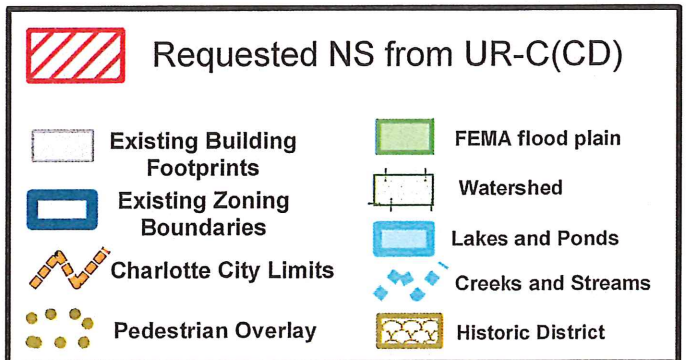 Requested NS from UR-C(CD)
Existing Building
Footprints
Existing Zoning
Boundaries
Charlotte City Limits
Pedestrian Overlay
FEMA flood plain
Watershed
Lakes and Ponds
Creeks and Streams
Historic District